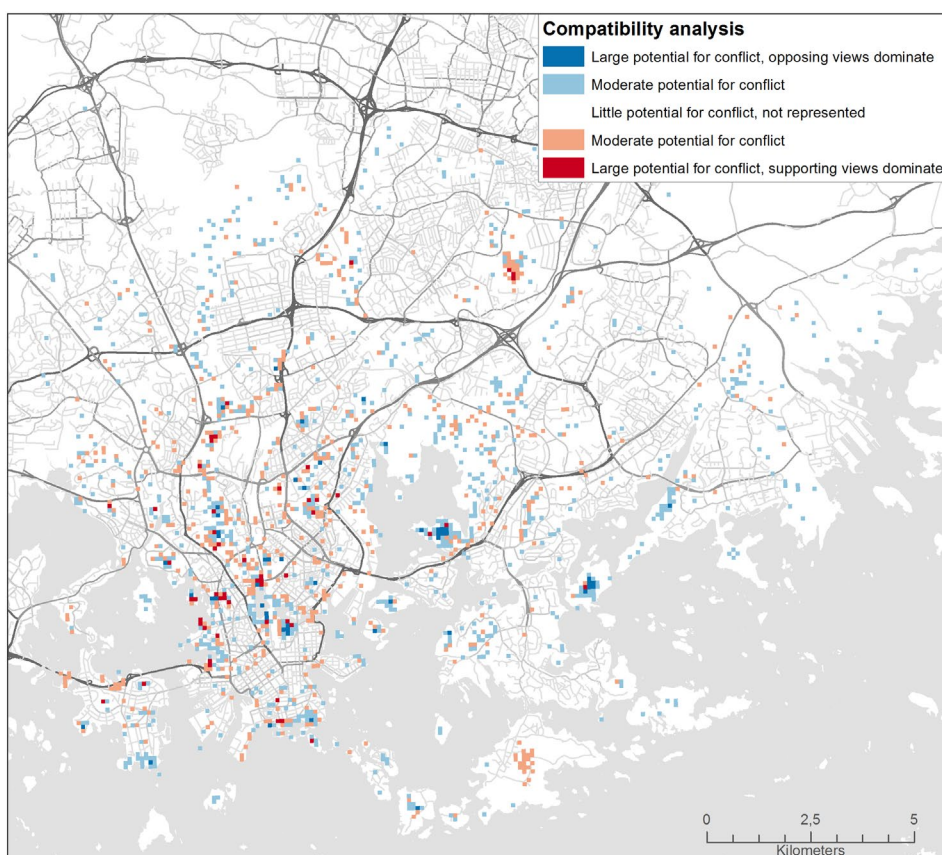 Compatibility analysis
Large potential for conflict, opposing views dominate
Moderate potential for conflict
Little potential for conflict, not represented
Moderate potential for conflict
Large potential for conflict, supporting views dominate
0 2,5 5
Kilometers